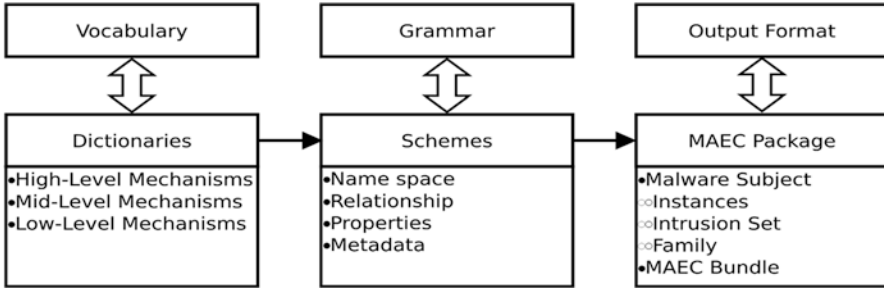 Vocabulary
Grammar
Output Format
Dictionaries
•High-Level Mechanisms
•Mid-Level Mechanisms
•Low-Level Mechanisms
Schemes
•Name space
•Relationship
•Properties
•Metadata
MAEC Package
•Malware Subject
∞Instances
∞Intrusion Set
∞Family
•MAEC Bundle